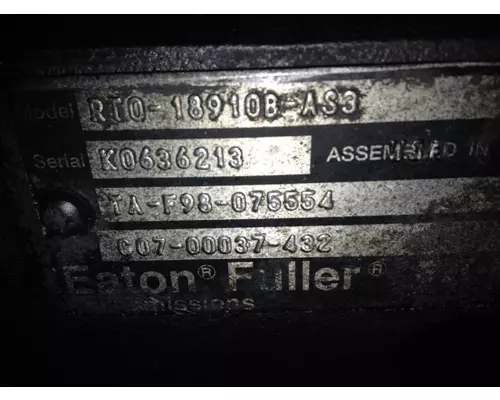 Model RTO-18910B-AS3
Serial K0636213 ASSEMBLED IN
TA-F98-075554
C07-00037-432
Eaton® Fuller®